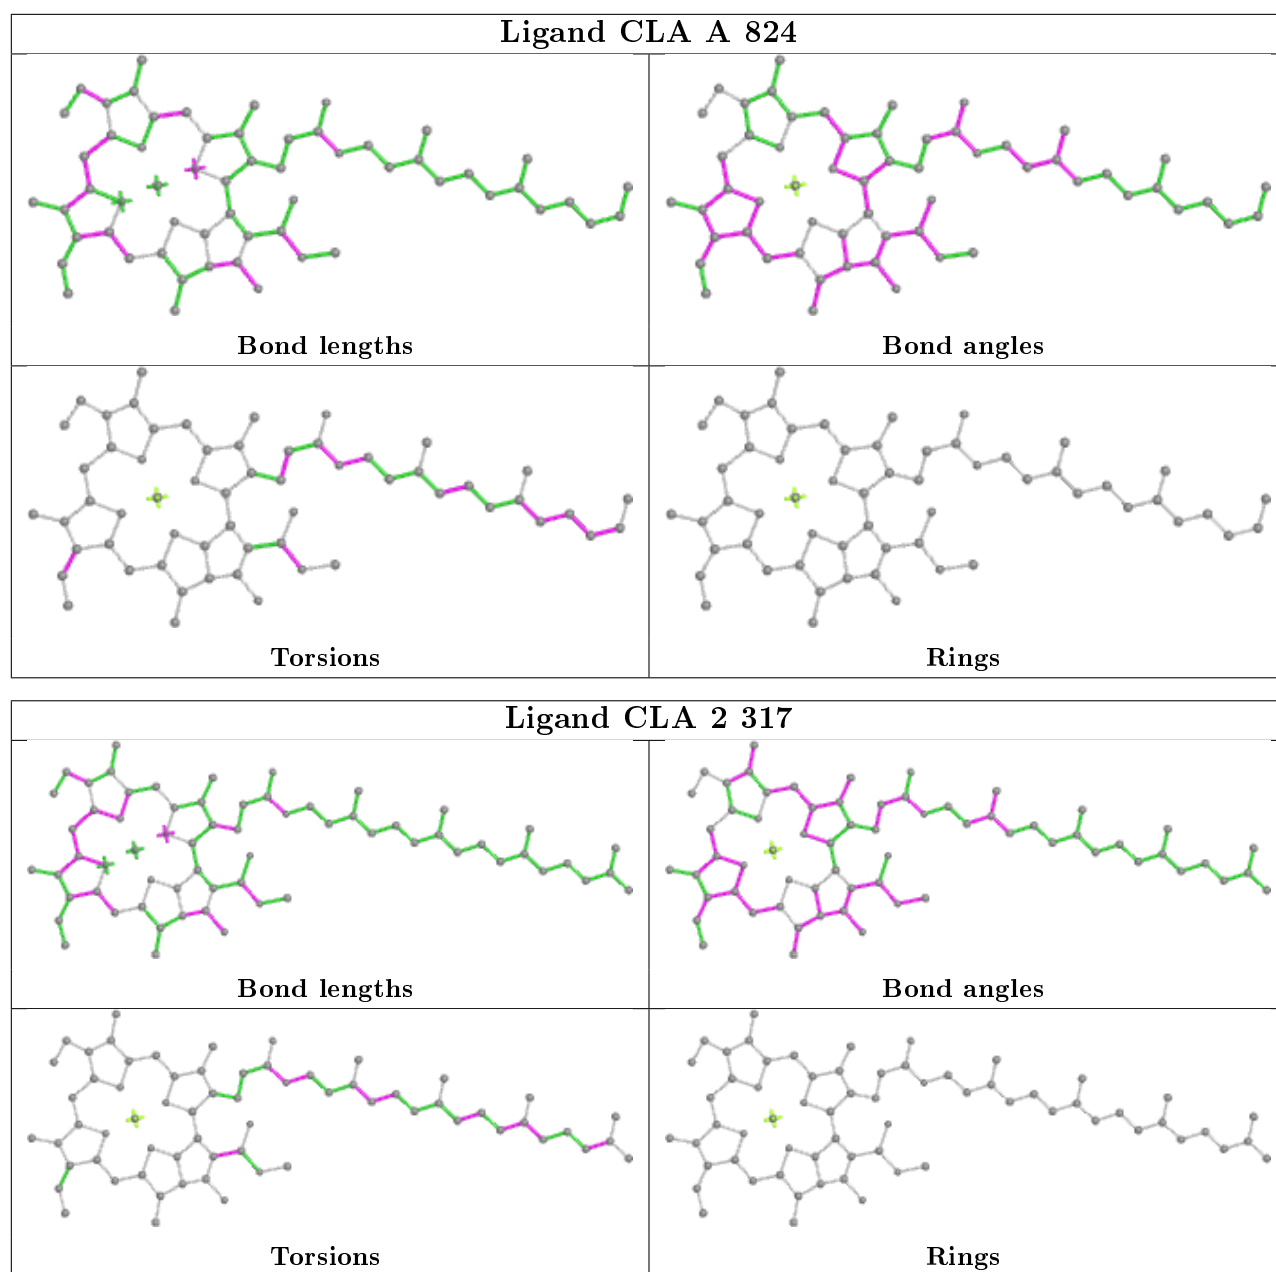 Ligand CLA A 824
Bond lengths
Bond angles
Torsions
Rings
Ligand CLA 2 317
Bond lengths
Bond angles
Torsions
Rings